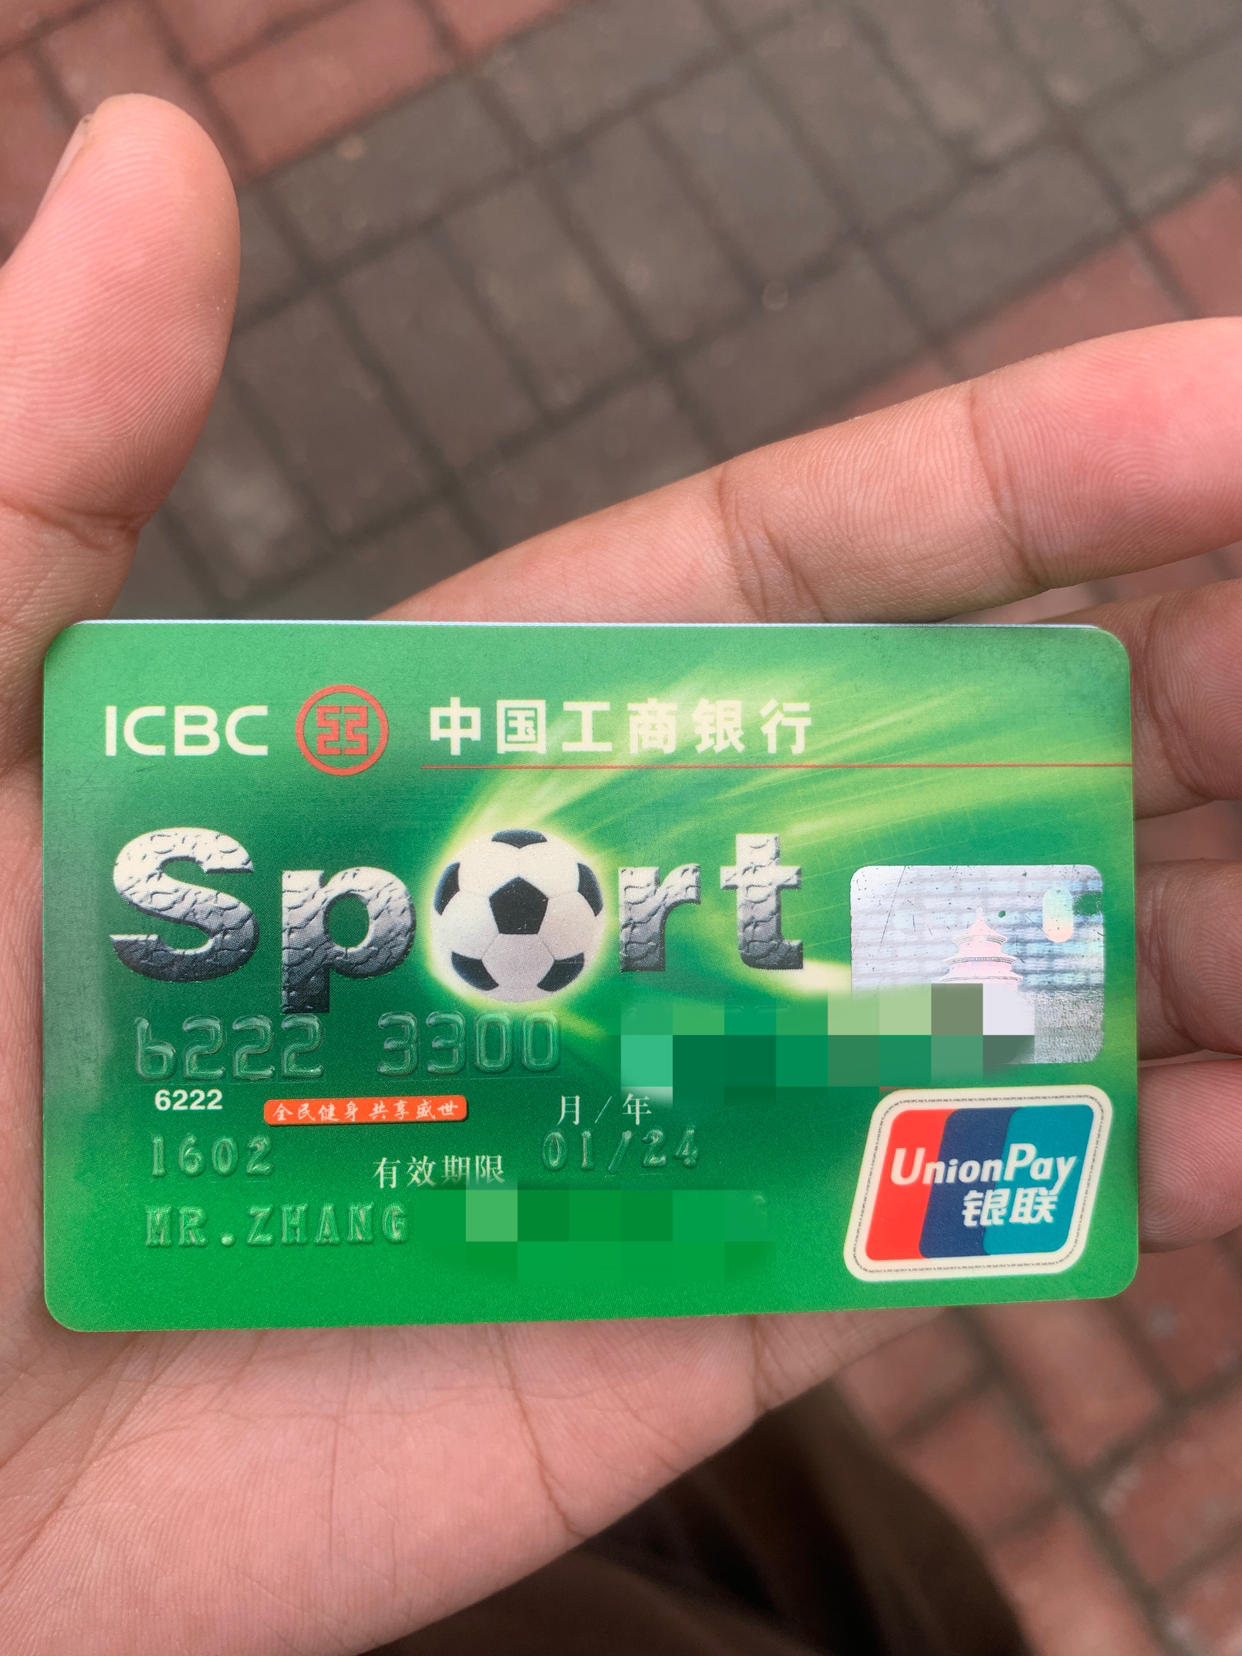 ICBC 中国工商银行
Sport
6222 3300
6222 全民健身 共享盛世 月/年
1602 有效期限 01/24
MR.ZHANG
UnionPay
银联